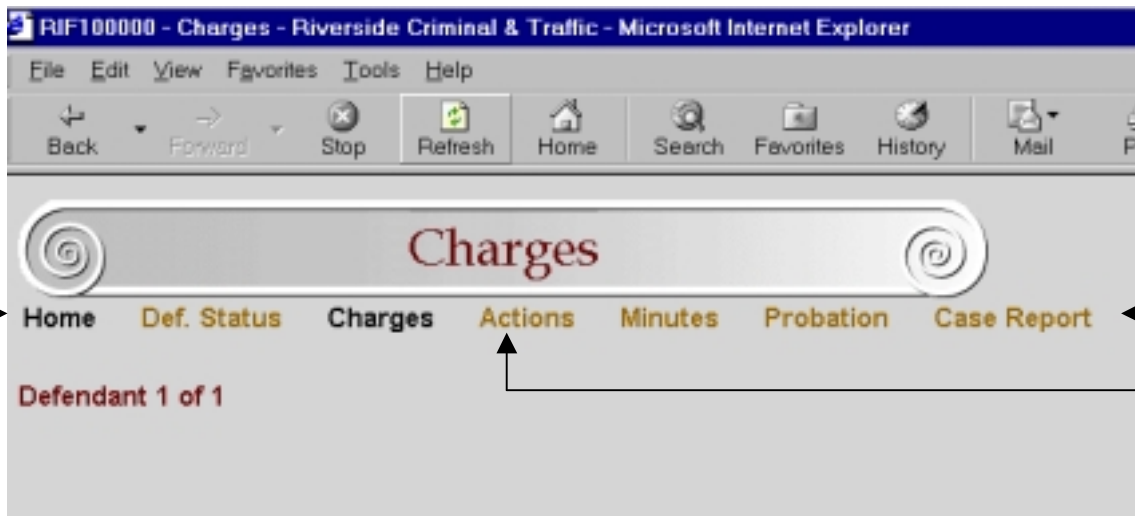 RIF100000 - Charges - Riverside Criminal & Traffic - Microsoft Internet Explorer
File Edit View Favorites Tools Help
Back Forward Stop Refresh Home Search Favorites History Mail
Charges
Home Def. Status Charges Actions Minutes Probation Case Report
Defendant 1 of 1